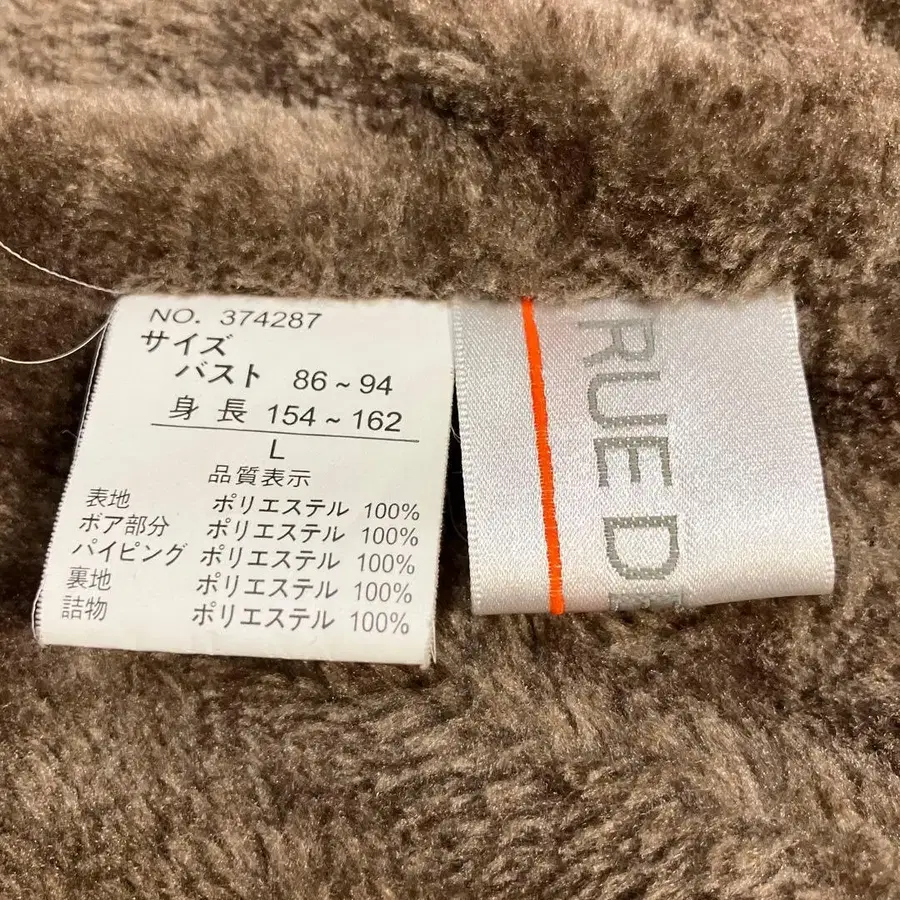 NO. 374287
サイズ
バスト 86~94
身長 154~162
L
品質表示
表地 ポリエステル 100%
ボア部分 ポリエステル 100%
パイピング ポリエステル 100%
裏地 ポリエステル 100%
詰物 ポリエステル 100%
RUE DE